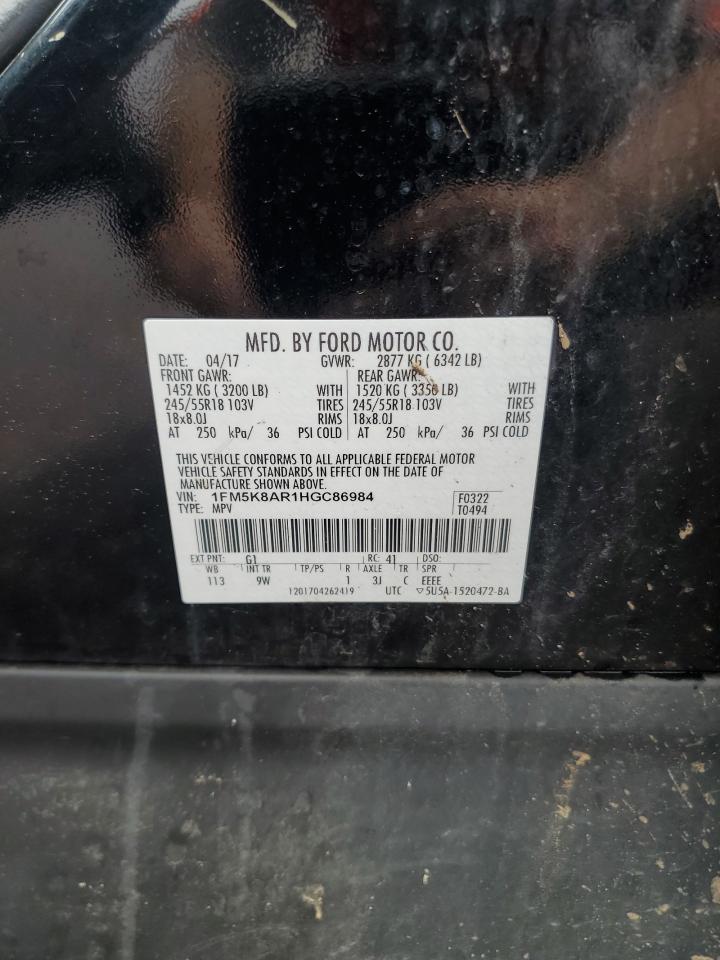 MFD. BY FORD MOTOR CO.
DATE: 04/17 GVWR: 2877 KG ( 6342 LB)
FRONT GAWR: REAR GAWR:
1452 KG ( 3200 LB) WITH 1520 KG ( 3350 LB) WITH
245/55R18 103V TIRES 245/55R18 103V TIRES
18x8.0J RIMS 18x8.0J RIMS
AT 250 kPa/ 36 PSI COLD AT 250 kPa/ 36 PSI COLD
THIS VEHICLE CONFORMS TO ALL APPLICABLE FEDERAL MOTOR
VEHICLE SAFETY STANDARDS IN EFFECT ON THE DATE OF
MANUFACTURE SHOWN ABOVE.
VIN: 1FM5K8AR1HGC86984 F0322
TYPE: MPV T0494
EXT PNT: G1 RC: 41 DSO:
WB INT TR TP/PS R AXLE TR SPR
113 9W 1 3J C EEEE
1201704262419 UTC ▽5U5A-1520472-BA